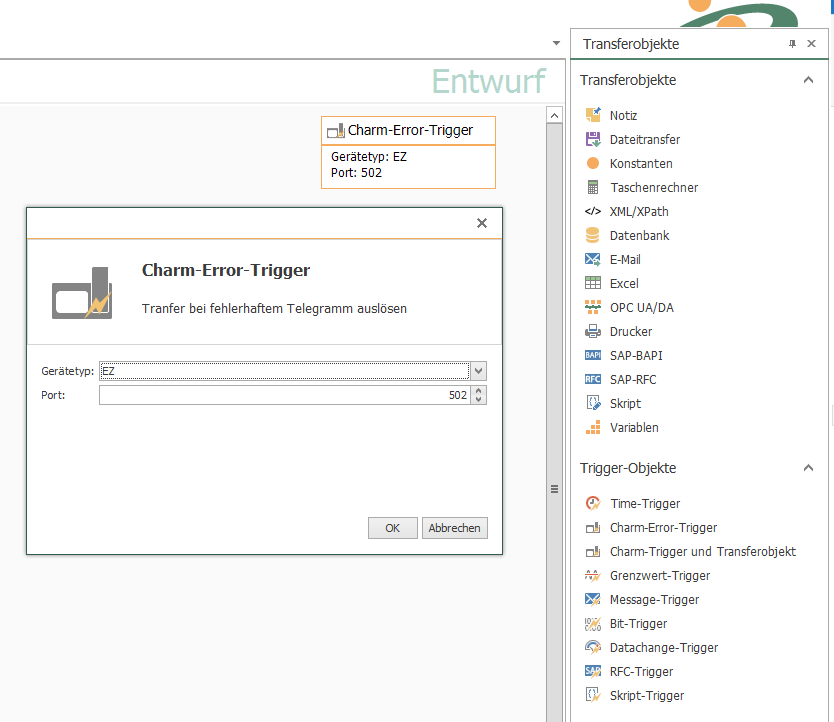 Entwurf
Charm-Error-Trigger
Gerätetyp: EZ
Port: 502
Charm-Error-Trigger
Tranfer bei fehlerhaftem Telegramm auslösen
Gerätetyp: EZ
Port: 502
OK Abbrechen
Transferobjekte
Transferobjekte
Notiz
Dateitransfer
Konstanten
Taschenrechner
</> XML/XPath
Datenbank
E-Mail
Excel
OPC UA/DA
Drucker
BAPI SAP-BAPI
RFC SAP-RFC
Skript
Variablen
Trigger-Objekte
Time-Trigger
Charm-Error-Trigger
Charm-Trigger und Transferobjekt
Grenzwert-Trigger
Message-Trigger
Bit-Trigger
Datachange-Trigger
SAP RFC-Trigger
Skript-Trigger